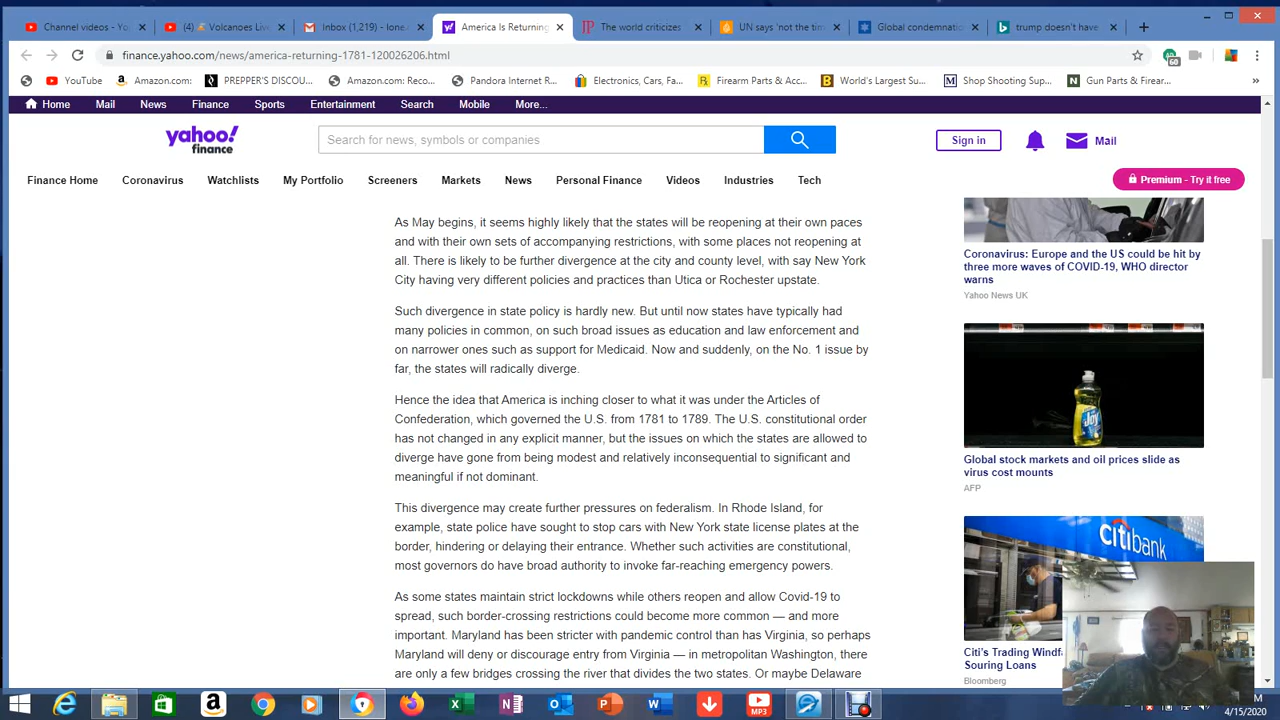 Channel videos - Yo
(4) Volcanoes Live
Inbox (1,219) - lone
America Is Returning
The world criticizes
UN says 'not the tim
Global condemnation
trump doesn't have
finance.yahoo.com/news/america-returning-1781-120026206.html
60
YouTube
Amazon.com:
PREPPER'S DISCOU...
Amazon.com: Reco...
Pandora Internet R...
Electronics, Cars, Fa...
Firearm Parts & Acc...
World's Largest Su...
Shop Shooting Sup...
Gun Parts & Firear...
»
Home
Mail
News
Finance
Sports
Entertainment
Search
Mobile
More...
yahoo!
finance
Search for news, symbols or companies
Sign in
Mail
Finance Home
Coronavirus
Watchlists
My Portfolio
Screeners
Markets
News
Personal Finance
Videos
Industries
Tech
Premium - Try it free
As May begins, it seems highly likely that the states will be reopening at their own paces
and with their own sets of accompanying restrictions, with some places not reopening at
all. There is likely to be further divergence at the city and county level, with say New York
City having very different policies and practices than Utica or Rochester upstate.
Such divergence in state policy is hardly new. But until now states have typically had
many policies in common, on such broad issues as education and law enforcement and
on narrower ones such as support for Medicaid. Now and suddenly, on the No. 1 issue by
far, the states will radically diverge.
Hence the idea that America is inching closer to what it was under the Articles of
Confederation, which governed the U.S. from 1781 to 1789. The U.S. constitutional order
has not changed in any explicit manner, but the issues on which the states are allowed to
diverge have gone from being modest and relatively inconsequential to significant and
meaningful if not dominant.
This divergence may create further pressures on federalism. In Rhode Island, for
example, state police have sought to stop cars with New York state license plates at the
border, hindering or delaying their entrance. Whether such activities are constitutional,
most governors do have broad authority to invoke far-reaching emergency powers.
As some states maintain strict lockdowns while others reopen and allow Covid-19 to
spread, such border-crossing restrictions could become more common — and more
important. Maryland has been stricter with pandemic control than has Virginia, so perhaps
Maryland will deny or discourage entry from Virginia — in metropolitan Washington, there
are only a few bridges crossing the river that divides the two states. Or maybe Delaware
Coronavirus: Europe and the US could be hit by
three more waves of COVID-19, WHO director
warns
Yahoo News UK
Joy
Global stock markets and oil prices slide as
virus cost mounts
AFP
citibank
Citi's Trading Windf
Souring Loans
Bloomberg
MP3
M
4/15/2020